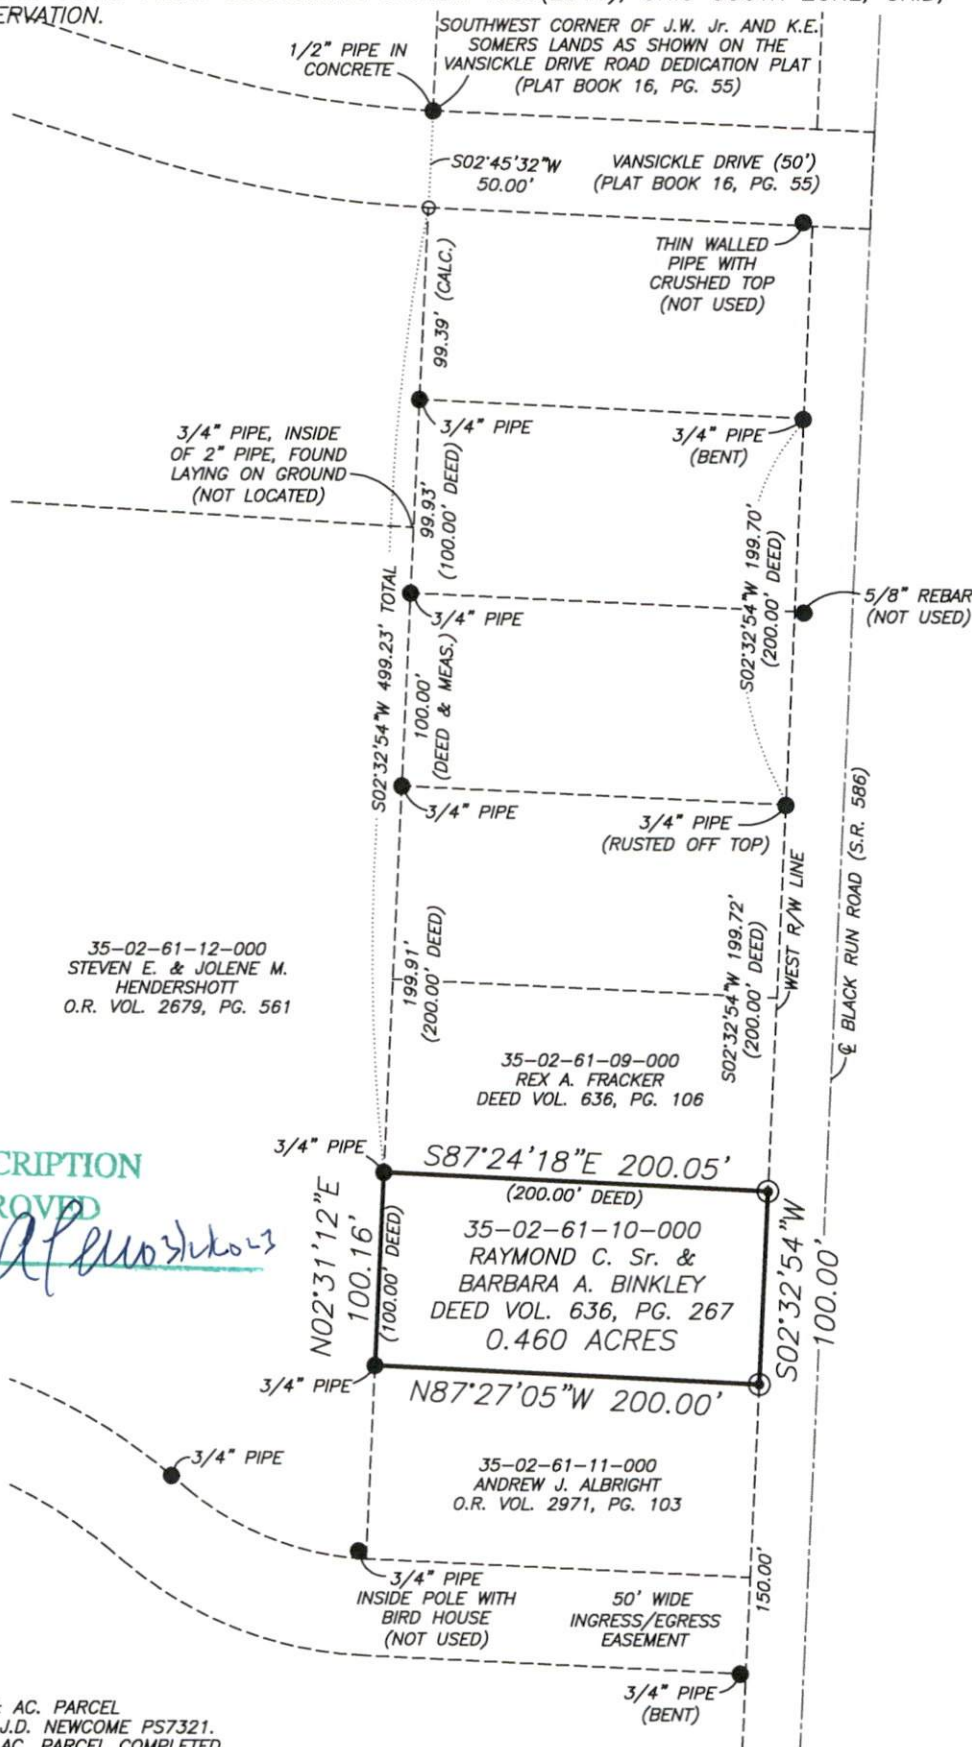 ERVATION.
SOUTHWEST CORNER OF J.W. Jr. AND K.E.
SOMERS LANDS AS SHOWN ON THE
VANSICKLE DRIVE ROAD DEDICATION PLAT
(PLAT BOOK 16, PG. 55)
1/2" PIPE IN
CONCRETE
S02°45'32"W
50.00'
VANSICKLE DRIVE (50')
(PLAT BOOK 16, PG. 55)
THIN WALLED
PIPE WITH
CRUSHED TOP
(NOT USED)
99.39' (CALC.)
3/4" PIPE
3/4" PIPE
(BENT)
3/4" PIPE, INSIDE
OF 2" PIPE, FOUND
LAYING ON GROUND
(NOT LOCATED)
99.93'
(100.00' DEED)
S02°32'54"W 199.70'
(200.00' DEED)
5/8" REBAR
(NOT USED)
3/4" PIPE
S02°32'54"W 499.23' TOTAL
100.00'
(DEED & MEAS.)
3/4" PIPE
3/4" PIPE
(RUSTED OFF TOP)
WEST R/W LINE
℄ BLACK RUN ROAD (S.R. 586)
199.91'
(200.00' DEED)
S02°32'54"W 199.72'
(200.00' DEED)
35-02-61-12-000
STEVEN E. & JOLENE M.
HENDERSHOTT
O.R. VOL. 2679, PG. 561
35-02-61-09-000
REX A. FRACKER
DEED VOL. 636, PG. 106
CRIPTION
ROVED
3/4" PIPE
S87°24'18"E 200.05'
(200.00' DEED)
N02°31'12"E
100.16'
(100.00' DEED)
35-02-61-10-000
RAYMOND C. Sr. &
BARBARA A. BINKLEY
DEED VOL. 636, PG. 267
0.460 ACRES
S02°32'54"W
100.00'
3/4" PIPE
N87°27'05"W 200.00'
3/4" PIPE
35-02-61-11-000
ANDREW J. ALBRIGHT
O.R. VOL. 2971, PG. 103
150.00'
3/4" PIPE
INSIDE POLE WITH
BIRD HOUSE
(NOT USED)
50' WIDE
INGRESS/EGRESS
EASEMENT
3/4" PIPE
(BENT)
AC. PARCEL
J.D. NEWCOME PS7321.
AC. PARCEL COMPLETED